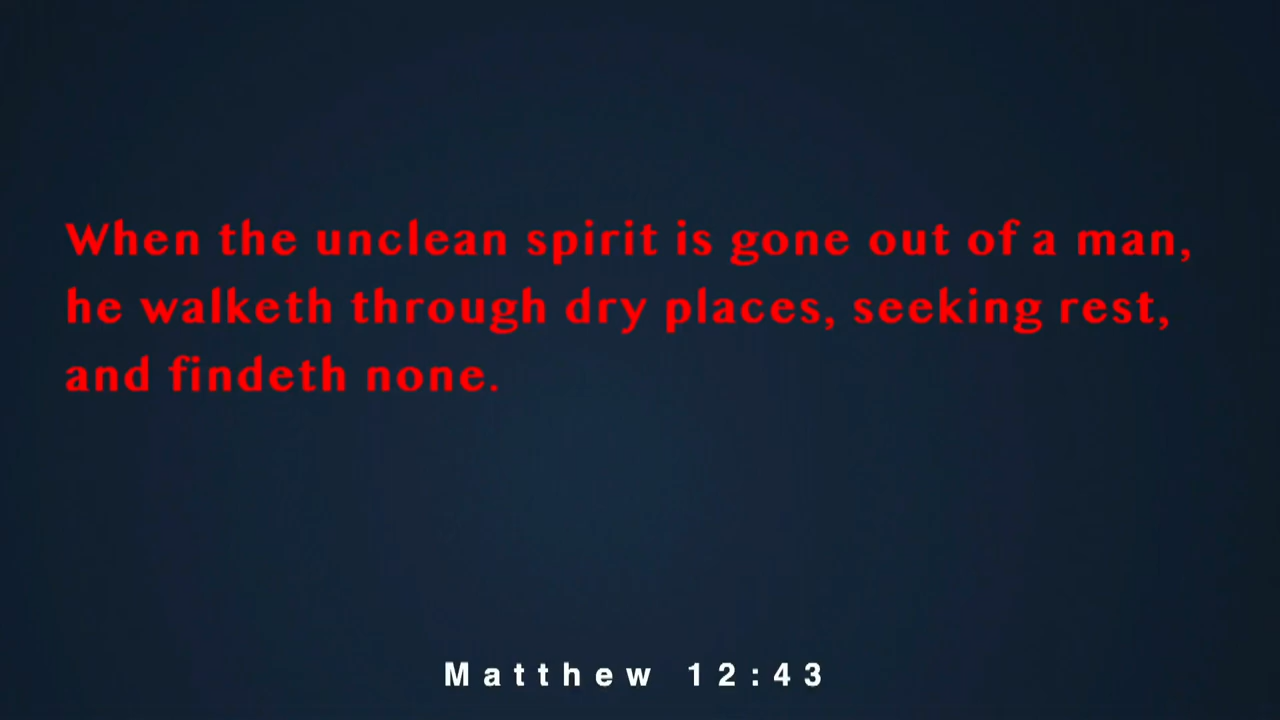 When the unclean spirit is gone out of a man,
he walketh through dry places, seeking rest,
and findeth none.
Matthew 12:43